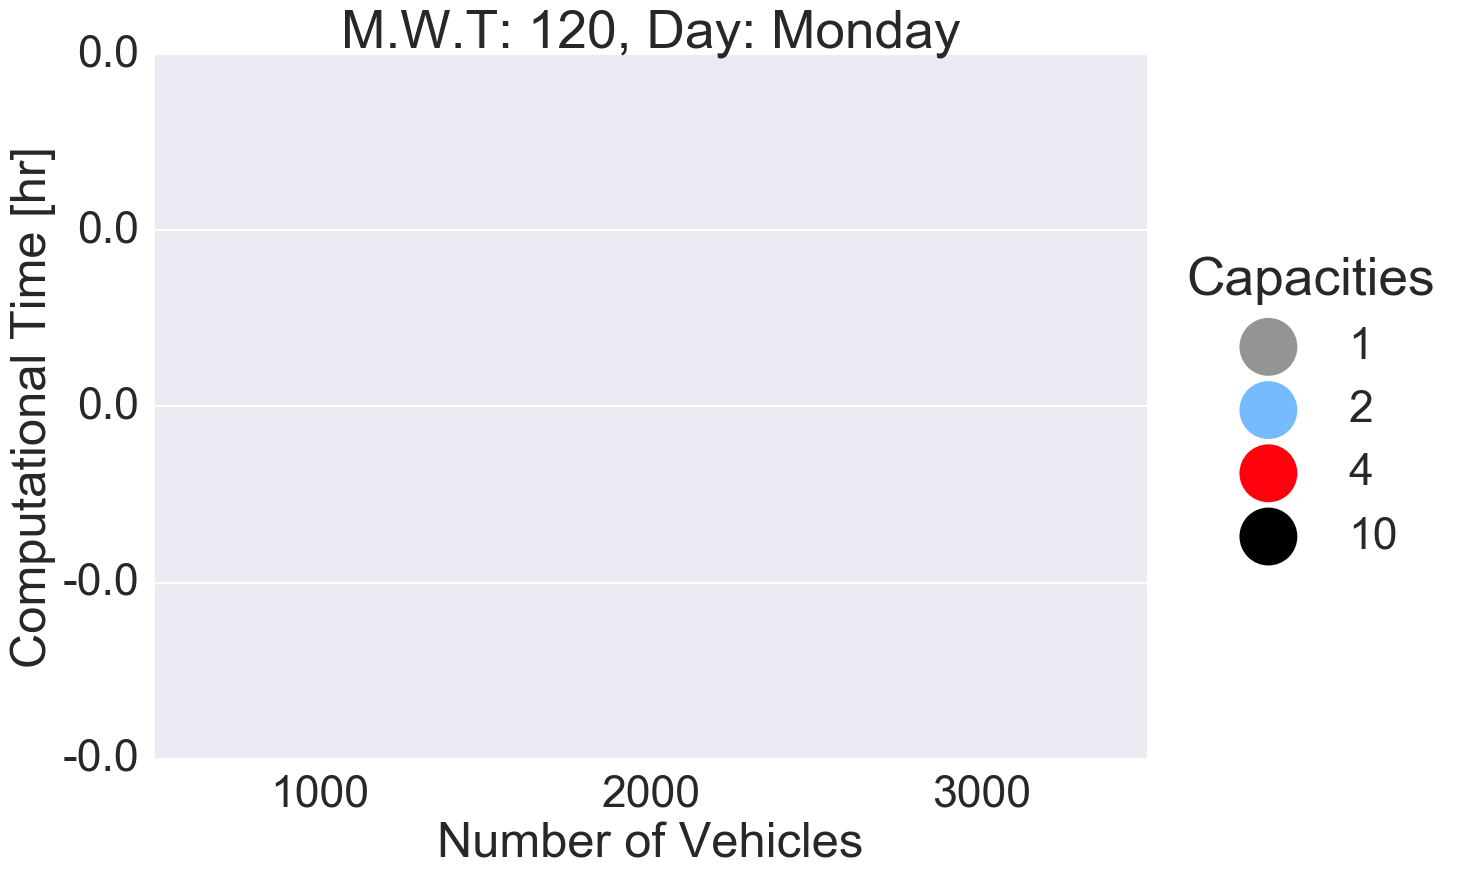 M.W.T: 120, Day: Monday
0.0
0.0
0.0
-0.0
-0.0
Computational Time [hr]
1000 2000 3000
Number of Vehicles
Capacities
1
2
4
10